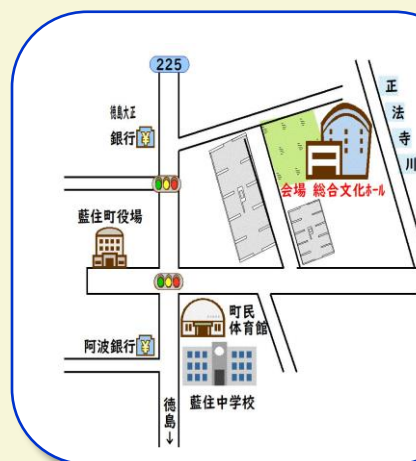 225
徳島大正
銀行
正
法
寺
川
会場 総合文化ホール
藍住町役場
町民
体育館
阿波銀行
藍住中学校
徳
島
↓